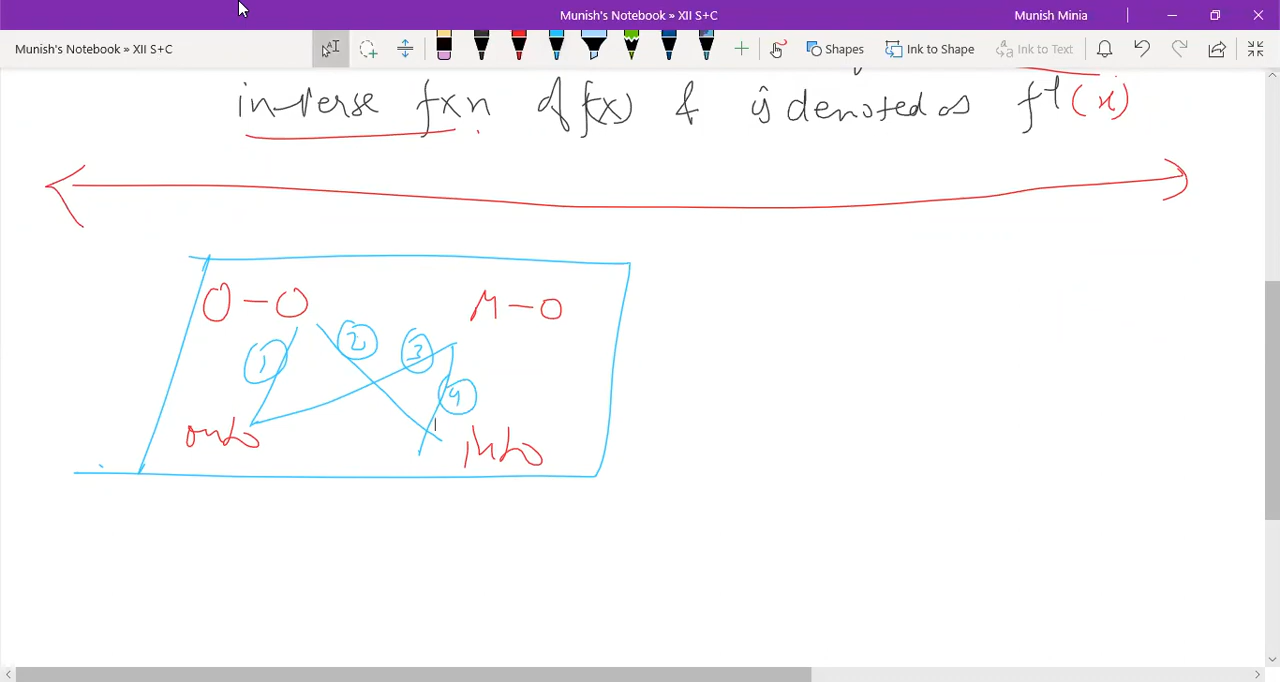 Munish's Notebook » XII S+C
Munish Minia
Munish's Notebook » XII S+C
Shapes
Ink to Shape
Ink to Text
inverse fxn of f(x) & is denoted as f⁻¹(x)
O - O
M - O
1
2
3
4
onto
into